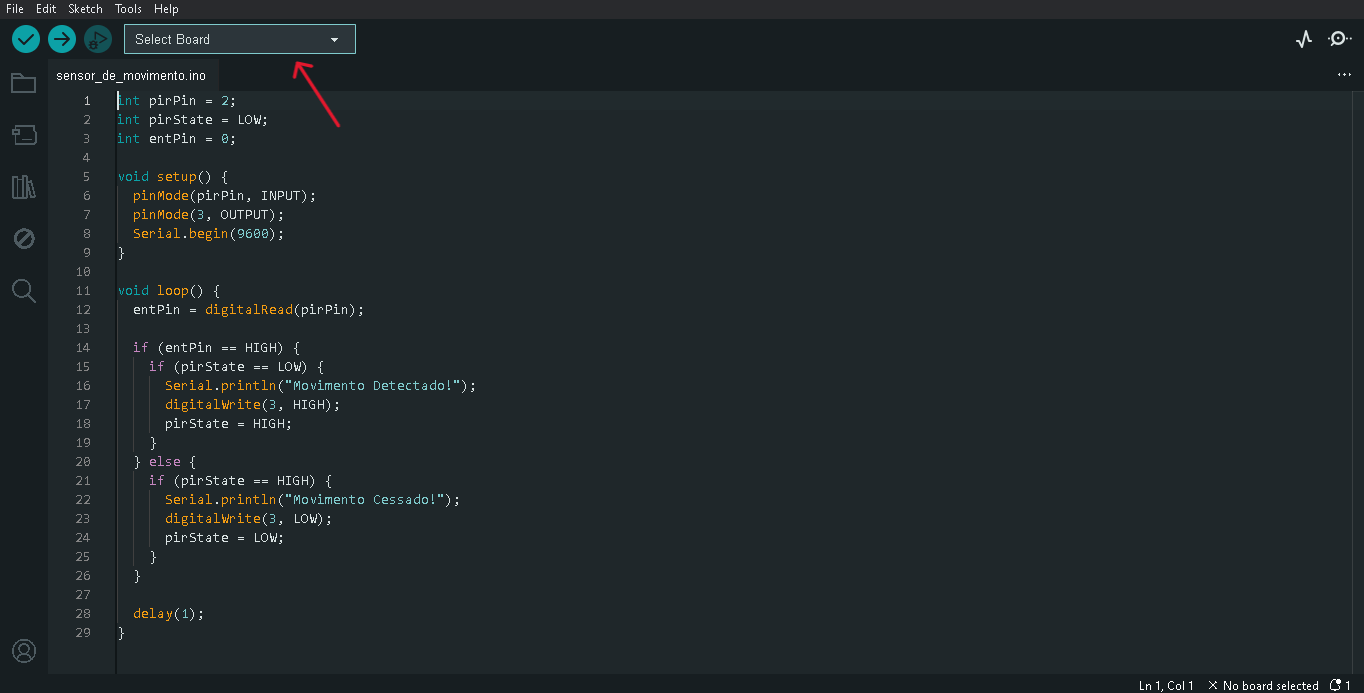 File Edit Sketch Tools Help
Select Board
sensor_de_movimento.ino
1 int pirPin = 2;
2 int pirState = LOW;
3 int entPin = 0;
4
5 void setup() {
6 pinMode(pirPin, INPUT);
7 pinMode(3, OUTPUT);
8 Serial.begin(9600);
9 }
10
11 void loop() {
12 entPin = digitalRead(pirPin);
13
14 if (entPin == HIGH) {
15 if (pirState == LOW) {
16 Serial.println("Movimento Detectado!");
17 digitalWrite(3, HIGH);
18 pirState = HIGH;
19 }
20 } else {
21 if (pirState == HIGH) {
22 Serial.println("Movimento Cessado!");
23 digitalWrite(3, LOW);
24 pirState = LOW;
25 }
26 }
27
28 delay(1);
29 }
Ln 1, Col 1 No board selected 1